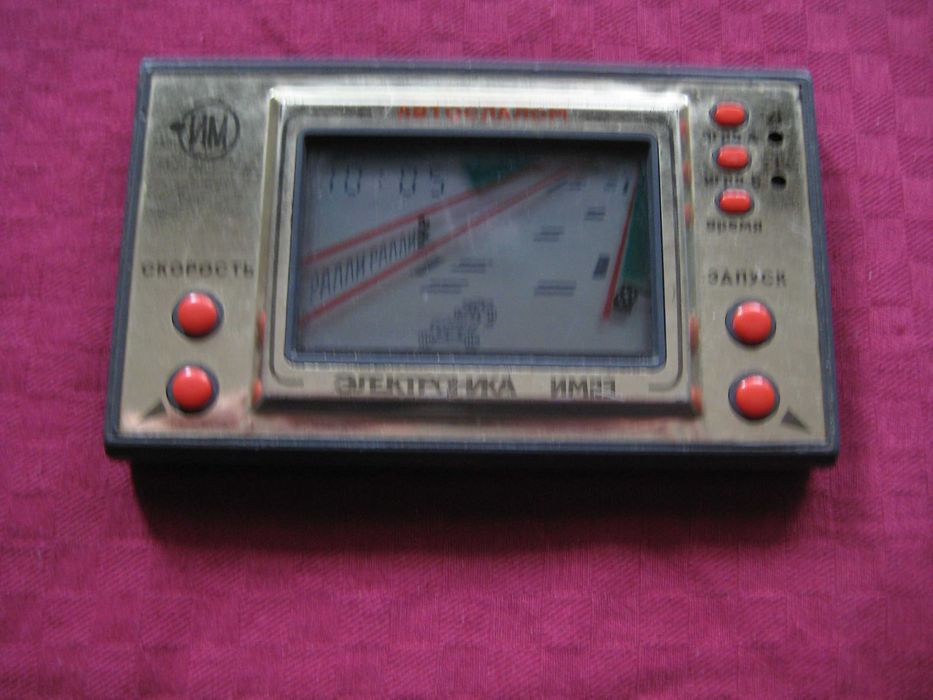 ИМ
АВТОСЛАЛОМ
игра А
игра Б
время
10:05
РАЛЛИ РАЛЛИ
СКОРОСТЬ
ЗАПУСК
ЭЛЕКТРОНИКА ИМ23